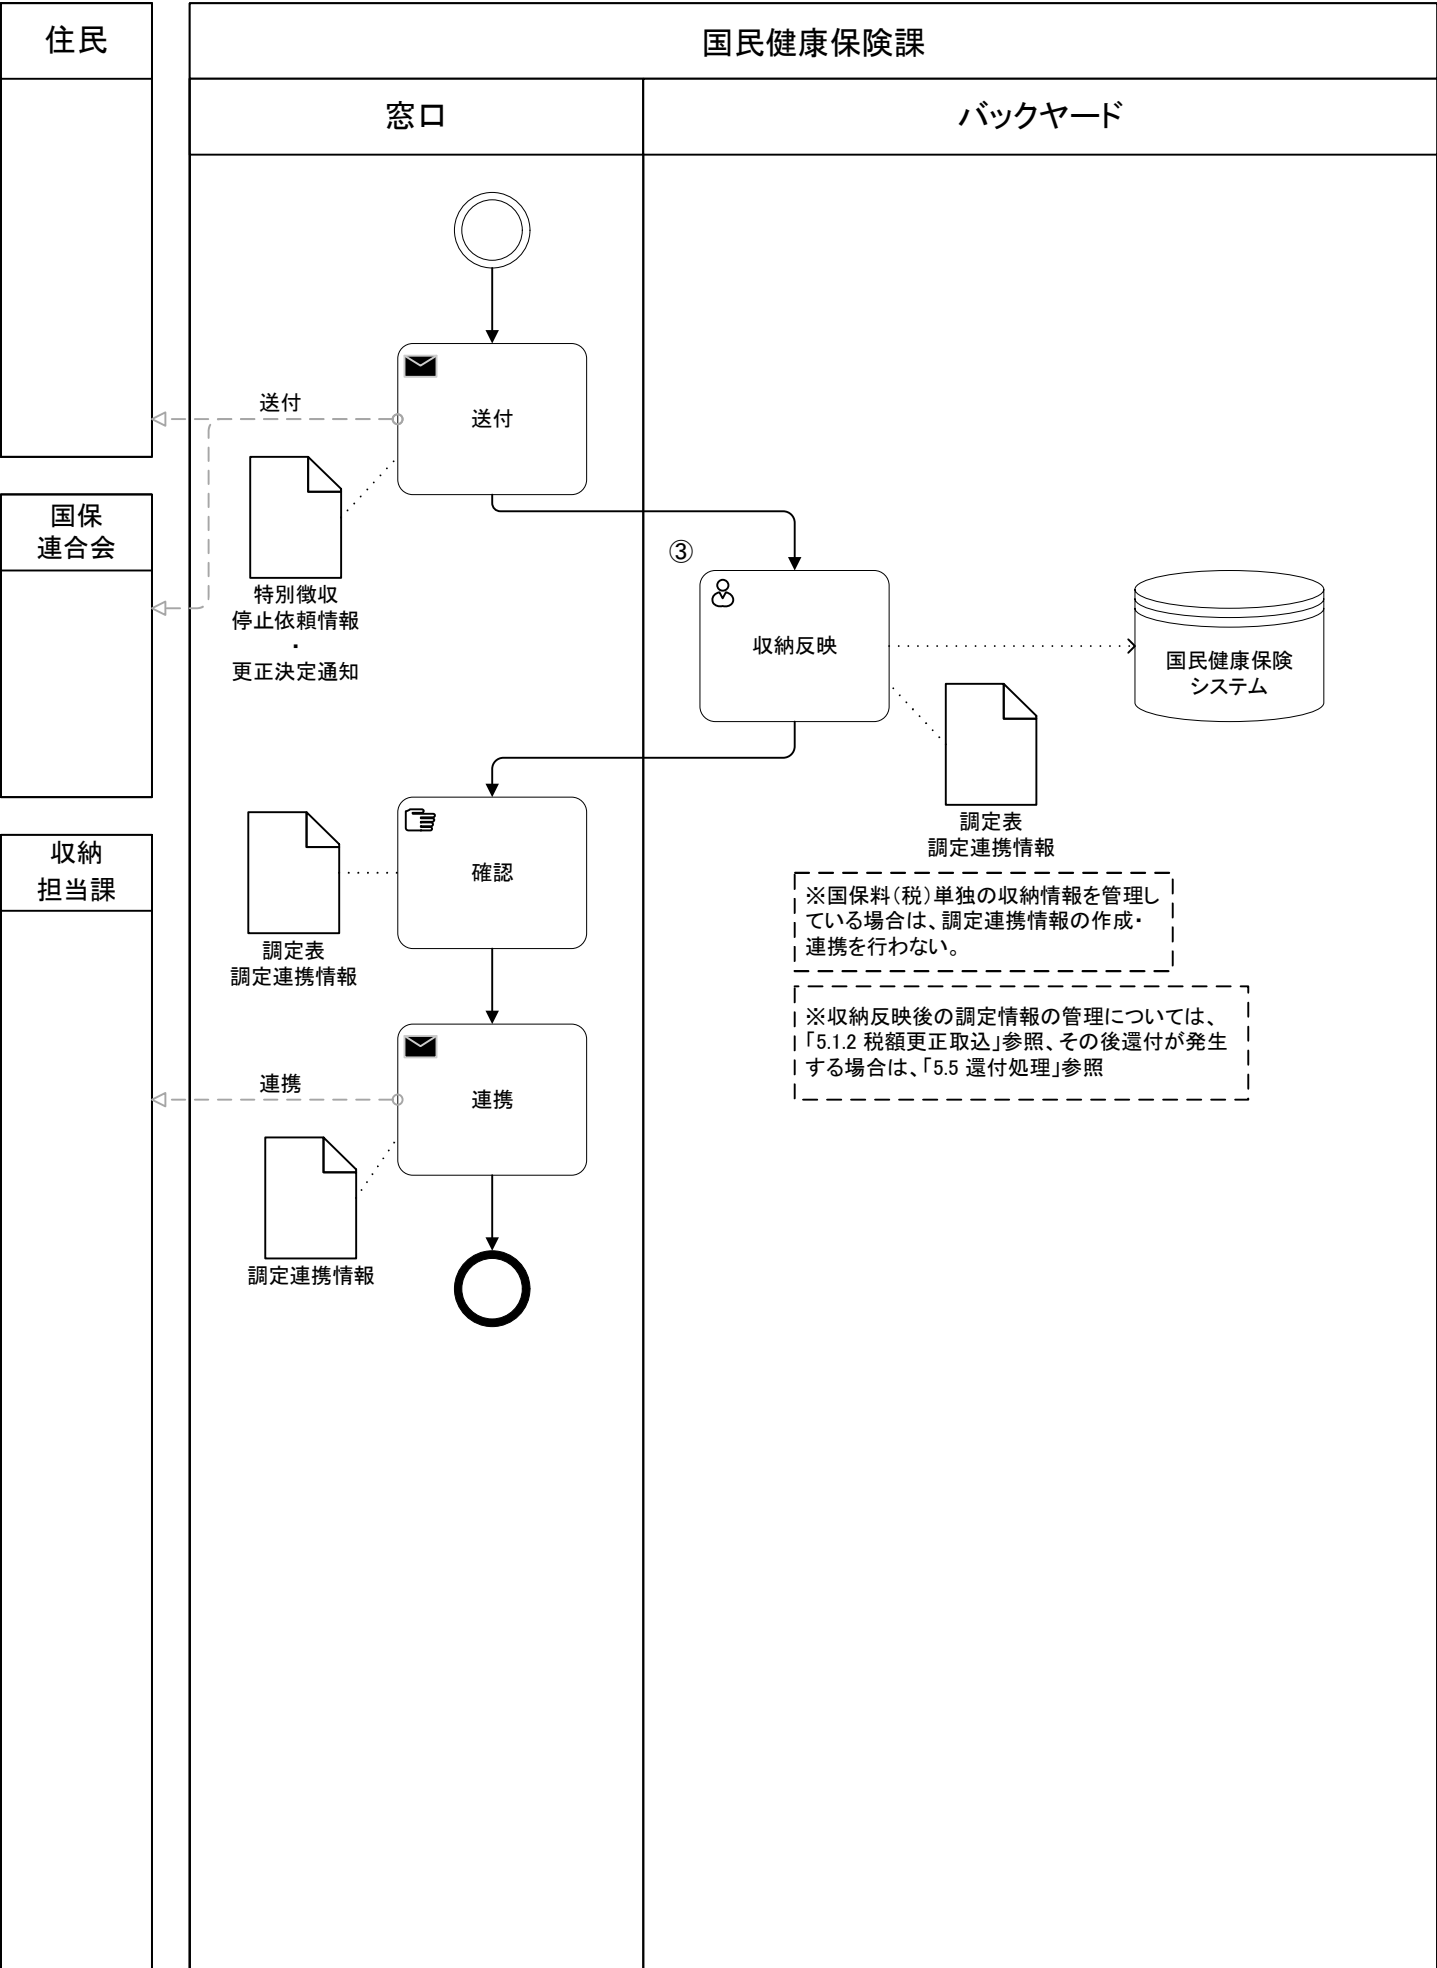 住民
国民健康保険課
窓口
バックヤード
送付
送付
特別徴収
停止依頼情報
・
更正決定通知
国保
連合会
③
収納反映
国民健康保険
システム
調定表
調定連携情報
収納
担当課
確認
調定表
調定連携情報
※国保料（税）単独の収納情報を管理し
ている場合は、調定連携情報の作成・
連携を行わない。
※収納反映後の調定情報の管理については、
「5.1.2 税額更正取込」参照、その後還付が発生
する場合は、「5.5 還付処理」参照
連携
連携
調定連携情報